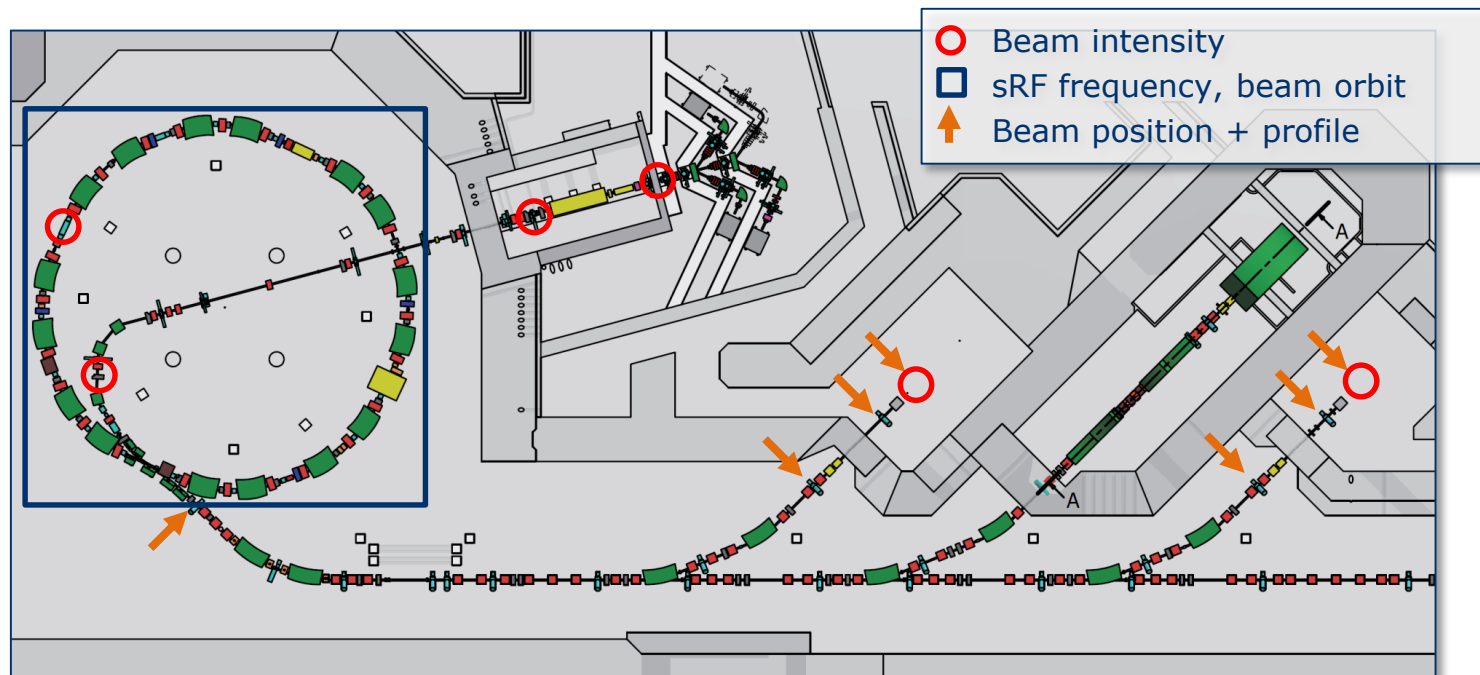 Beam intensity
sRF frequency, beam orbit
Beam position + profile
A
A